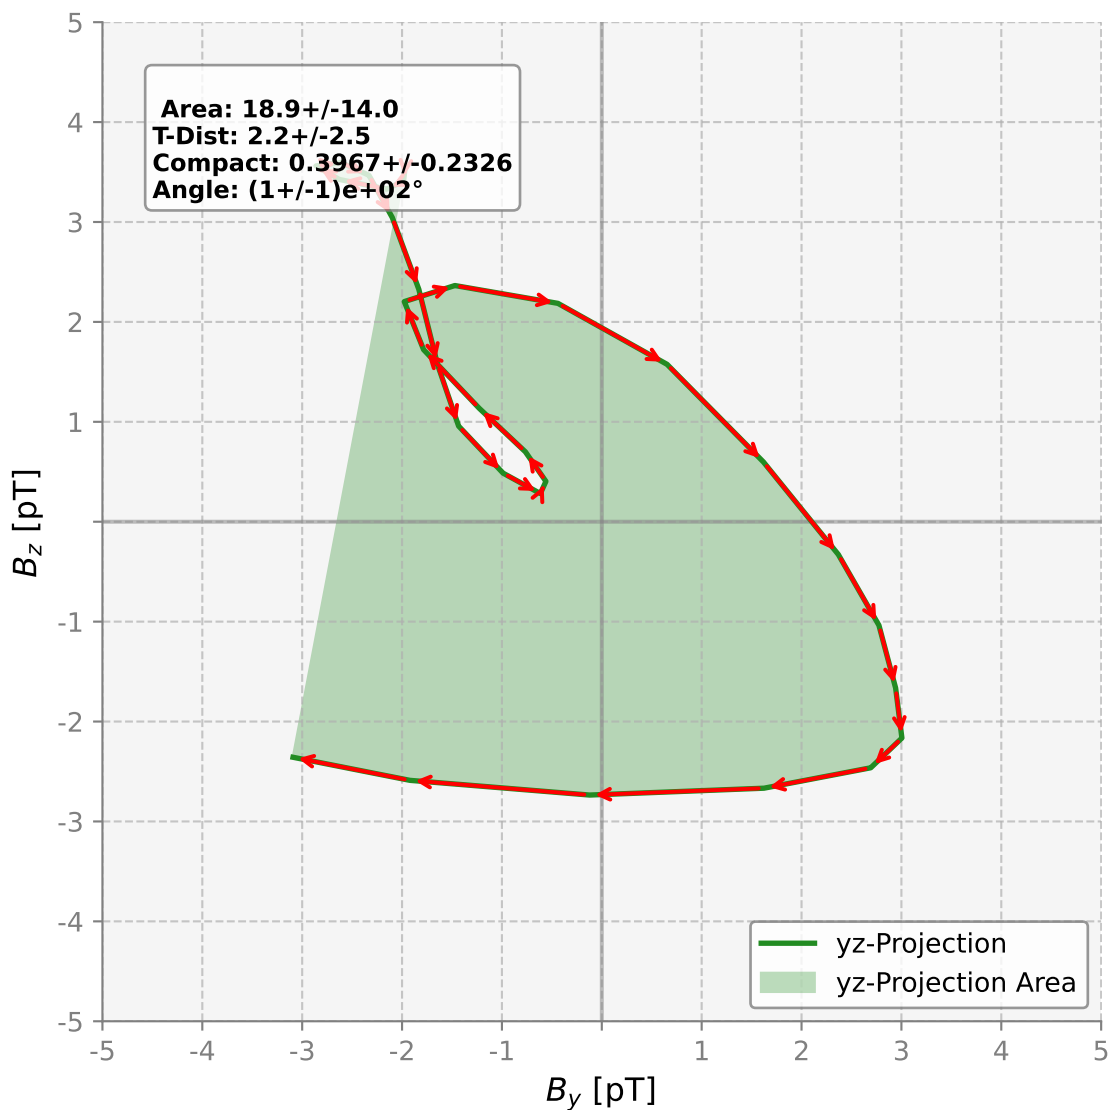 5
4
3
2
1
-1
-2
-3
-4
-5
B_z [pT]
Area: 18.9+/-14.0
T-Dist: 2.2+/-2.5
Compact: 0.3967+/-0.2326
Angle: (1+/-1)e+02°
yz-Projection
yz-Projection Area
-5 -4 -3 -2 -1 1 2 3 4 5
B_y [pT]